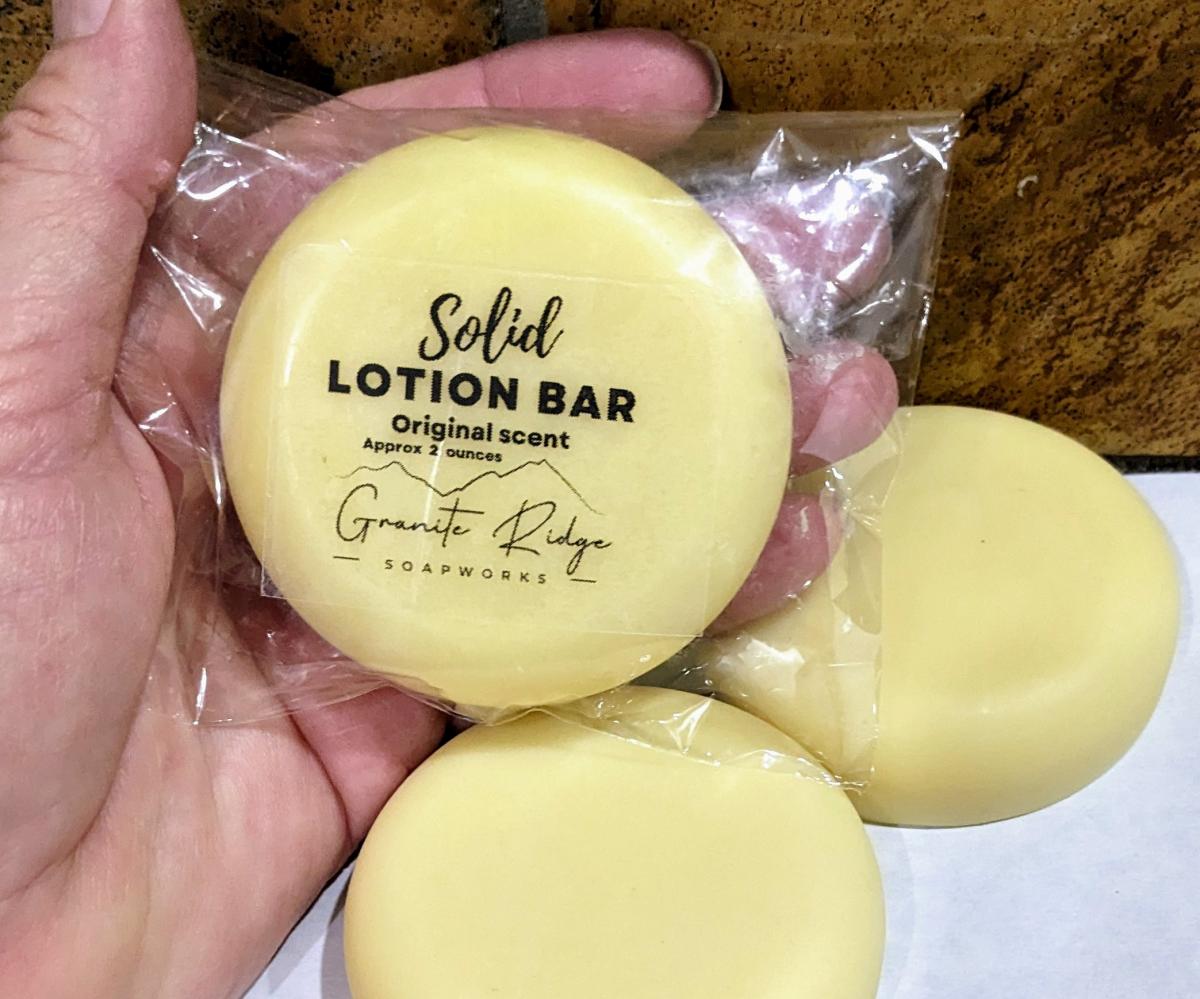 Solid
LOTION BAR
Original scent
Approx 2 ounces
Granite Ridge
SOAPWORKS